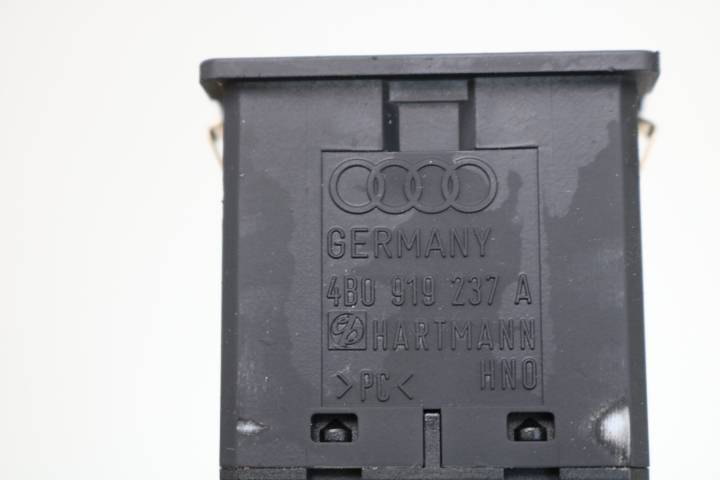 GERMANY
4B0 919 237 A
HARTMANN
HNO
>PC<